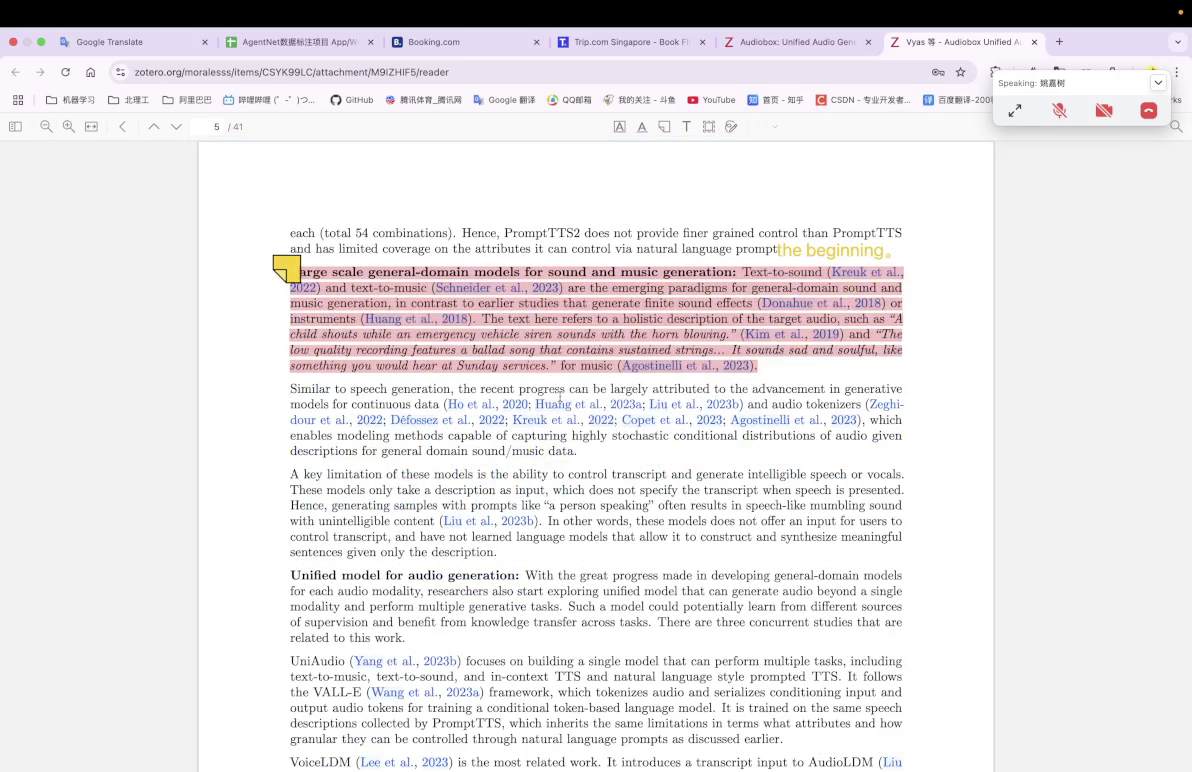 Google Translate
AgentNet数据标注项目 App/W
Booking.com
Trip.com Singapore - Book Fl
Audiobox: Unified Audio Gen
Vyas 等 - Audiobox Unified Au
zotero.org/moralesss/items/CSYK95LC/attachment/M9IZHIF5/reader
Speaking: 姚嘉树
机器学习
北理工
阿里巴巴
哔哩哔哩 (゜-゜)つ...
GitHub
腾讯体育_腾讯网
Google 翻译
QQ邮箱
我的关注 - 斗鱼
YouTube
首页 - 知乎
CSDN - 专业开发者...
百度翻译-200
5 / 41
each (total 54 combinations). Hence, PromptTTS2 does not provide finer grained control than PromptTTS
and has limited coverage on the attributes it can control via natural language prompt
the beginning。
arge scale general-domain models for sound and music generation: Text-to-sound (Kreuk et al.,
2022) and text-to-music (Schneider et al., 2023) are the emerging paradigms for general-domain sound and
music generation, in contrast to earlier studies that generate finite sound effects (Donahue et al., 2018) or
instruments (Huang et al., 2018). The text here refers to a holistic description of the target audio, such as “A
child shouts while an emergency vehicle siren sounds with the horn blowing.” (Kim et al., 2019) and “The
low quality recording features a ballad song that contains sustained strings... It sounds sad and soulful, like
something you would hear at Sunday services.” for music (Agostinelli et al., 2023).
Similar to speech generation, the recent progress can be largely attributed to the advancement in generative
models for continuous data (Ho et al., 2020; Huang et al., 2023a; Liu et al., 2023b) and audio tokenizers (Zeghi-
dour et al., 2022; Défossez et al., 2022; Kreuk et al., 2022; Copet et al., 2023; Agostinelli et al., 2023), which
enables modeling methods capable of capturing highly stochastic conditional distributions of audio given
descriptions for general domain sound/music data.
A key limitation of these models is the ability to control transcript and generate intelligible speech or vocals.
These models only take a description as input, which does not specify the transcript when speech is presented.
Hence, generating samples with prompts like “a person speaking” often results in speech-like mumbling sound
with unintelligible content (Liu et al., 2023b). In other words, these models does not offer an input for users to
control transcript, and have not learned language models that allow it to construct and synthesize meaningful
sentences given only the description.
Unified model for audio generation: With the great progress made in developing general-domain models
for each audio modality, researchers also start exploring unified model that can generate audio beyond a single
modality and perform multiple generative tasks. Such a model could potentially learn from different sources
of supervision and benefit from knowledge transfer across tasks. There are three concurrent studies that are
related to this work.
UniAudio (Yang et al., 2023b) focuses on building a single model that can perform multiple tasks, including
text-to-music, text-to-sound, and in-context TTS and natural language style prompted TTS. It follows
the VALL-E (Wang et al., 2023a) framework, which tokenizes audio and serializes conditioning input and
output audio tokens for training a conditional token-based language model. It is trained on the same speech
descriptions collected by PromptTTS, which inherits the same limitations in terms what attributes and how
granular they can be controlled through natural language prompts as discussed earlier.
VoiceLDM (Lee et al., 2023) is the most related work. It introduces a transcript input to AudioLDM (Liu